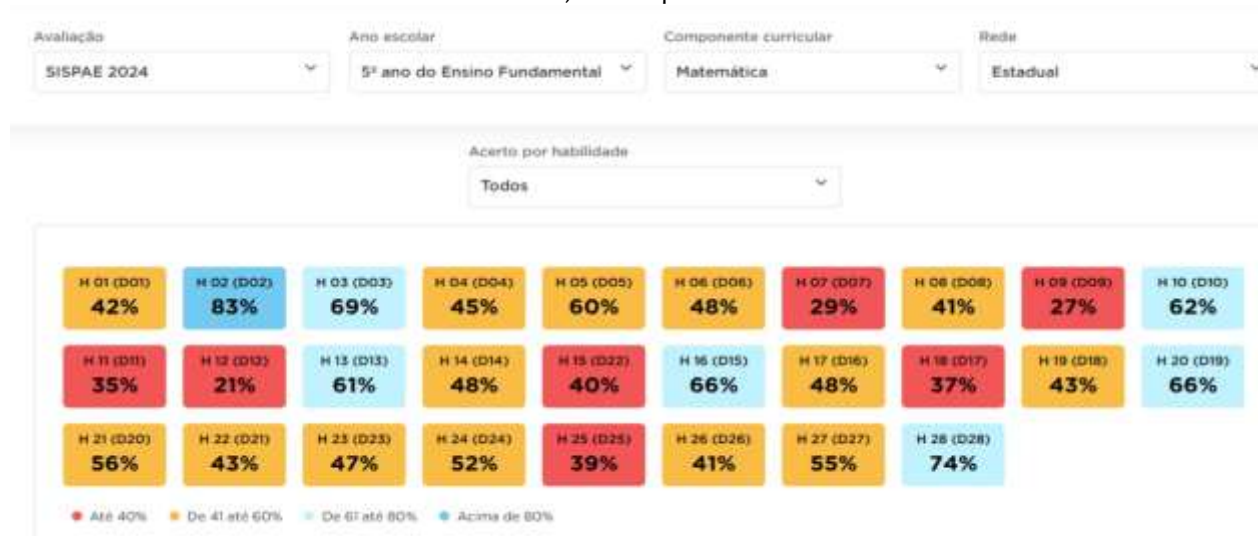 Avaliação Ano escolar Componente curricular Rede
SISPAE 2024 5º ano do Ensino Fundamental Matemática Estadual
Acerto por habilidade
Todos
H 01 (D01) H 02 (D02) H 03 (D03) H 04 (D04) H 05 (D05) H 06 (D06) H 07 (D07) H 08 (D08) H 09 (D09) H 10 (D10)
42% 83% 69% 45% 60% 48% 29% 41% 27% 62%
H 11 (D11) H 12 (D12) H 13 (D13) H 14 (D14) H 15 (D22) H 16 (D15) H 17 (D16) H 18 (D17) H 19 (D18) H 20 (D19)
35% 21% 61% 48% 40% 66% 48% 37% 43% 66%
H 21 (D20) H 22 (D21) H 23 (D23) H 24 (D24) H 25 (D25) H 26 (D26) H 27 (D27) H 28 (D28)
56% 43% 47% 52% 39% 41% 55% 74%
Até 40% De 41 até 60% De 61 até 80% Acima de 80%